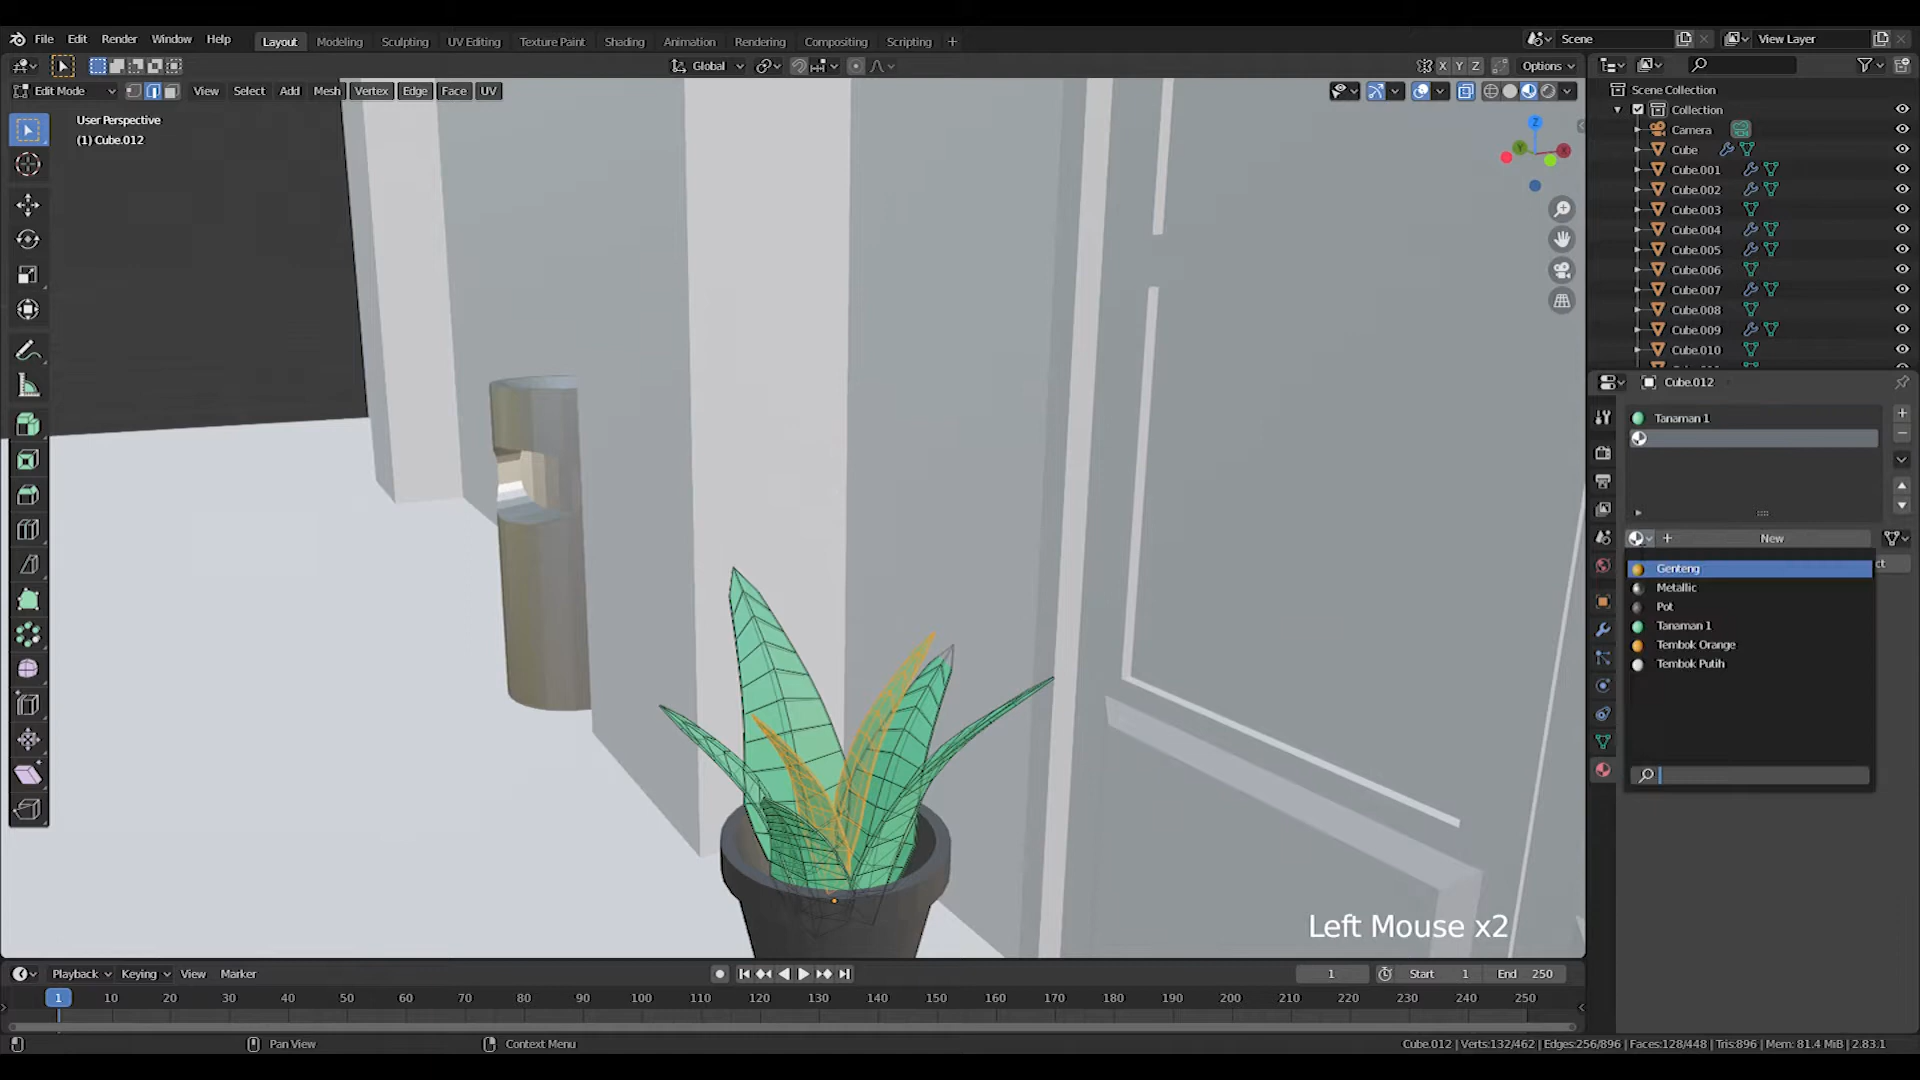 File Edit Render Window Help Layout Modeling Sculpting UV Editing Texture Paint Shading Animation Rendering Compositing Scripting + Scene View Layer
Global X Y Z Options
Edit Mode View Select Add Mesh Vertex Edge Face UV
User Perspective
(1) Cube.012
Z
Y X
Scene Collection
Collection
Camera
Cube
Cube.001
Cube.002
Cube.003
Cube.004
Cube.005
Cube.006
Cube.007
Cube.008
Cube.009
Cube.010
Cube.012
Tanaman 1
New
Genteng
Metallic
Pot
Tanaman 1
Tembok Orange
Tembok Putih
ct
Left Mouse x2
Playback Keying View Marker 1 Start 1 End 250
1 10 20 30 40 50 60 70 80 90 100 110 120 130 140 150 160 170 180 190 200 210 220 230 240 250
Pan View Context Menu Cube.012 | Verts:132/462 | Edges:256/896 | Faces:128/448 | Tris:896 | Mem: 81.4 MiB | 2.83.1